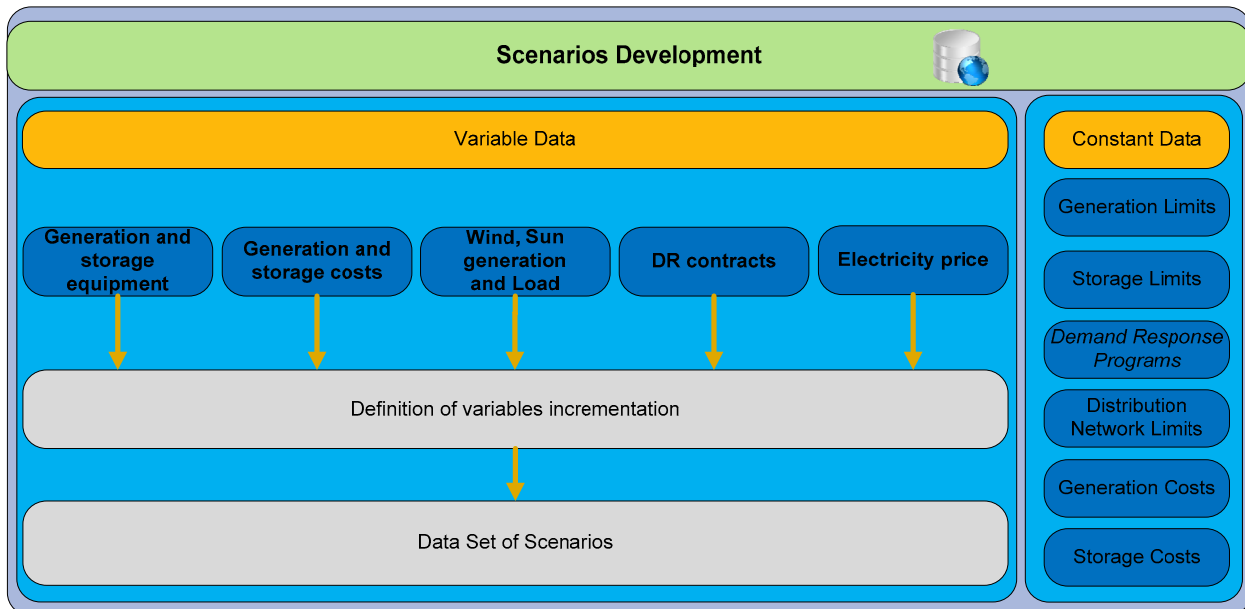 Scenarios Development
Variable Data
Generation and
storage
equipment
Generation and
storage costs
Wind, Sun
generation
and Load
DR contracts
Electricity price
Definition of variables incrementation
Data Set of Scenarios
Constant Data
Generation Limits
Storage Limits
Demand Response
Programs
Distribution
Network Limits
Generation Costs
Storage Costs